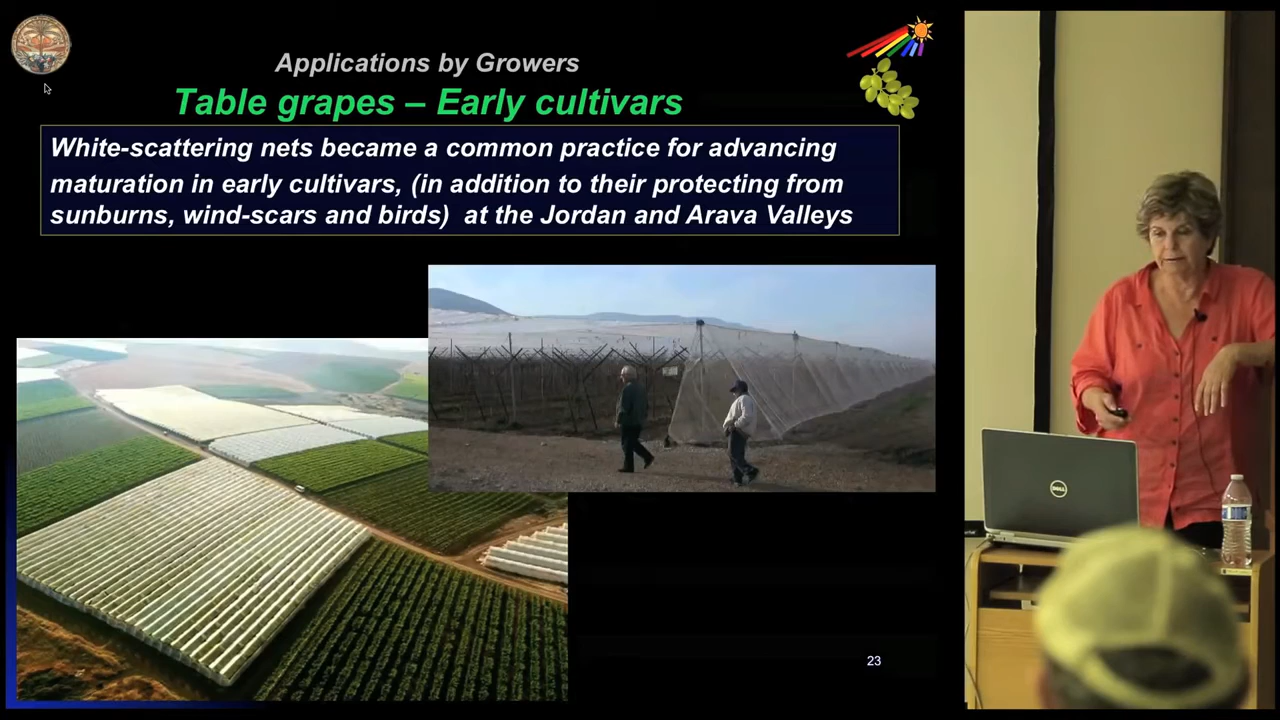 Applications by Growers
Table grapes – Early cultivars
White-scattering nets became a common practice for advancing
maturation in early cultivars, (in addition to their protecting from
sunburns, wind-scars and birds)  at the Jordan and Arava Valleys
23
DELL